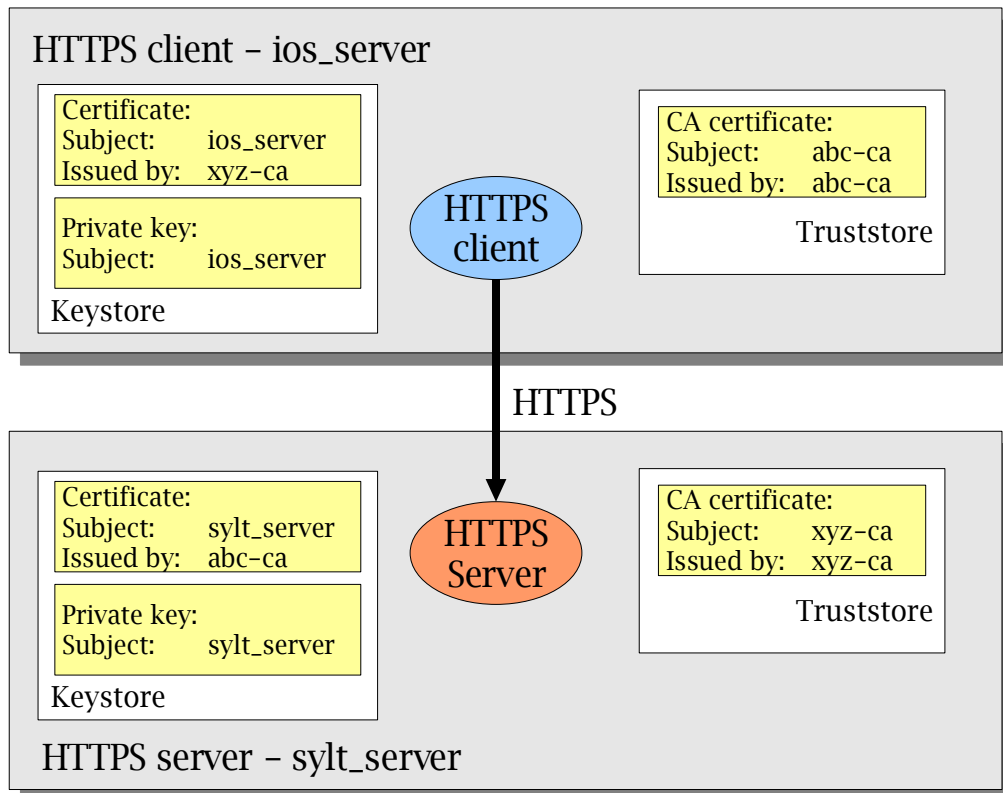 HTTPS client – ios_server
Certificate:
Subject: ios_server
Issued by: xyz–ca
Private key:
Subject: ios_server
Keystore
HTTPS
client
CA certificate:
Subject: abc–ca
Issued by: abc–ca
Truststore
HTTPS
Certificate:
Subject: sylt_server
Issued by: abc–ca
Private key:
Subject: sylt_server
Keystore
HTTPS
Server
CA certificate:
Subject: xyz–ca
Issued by: xyz–ca
Truststore
HTTPS server – sylt_server